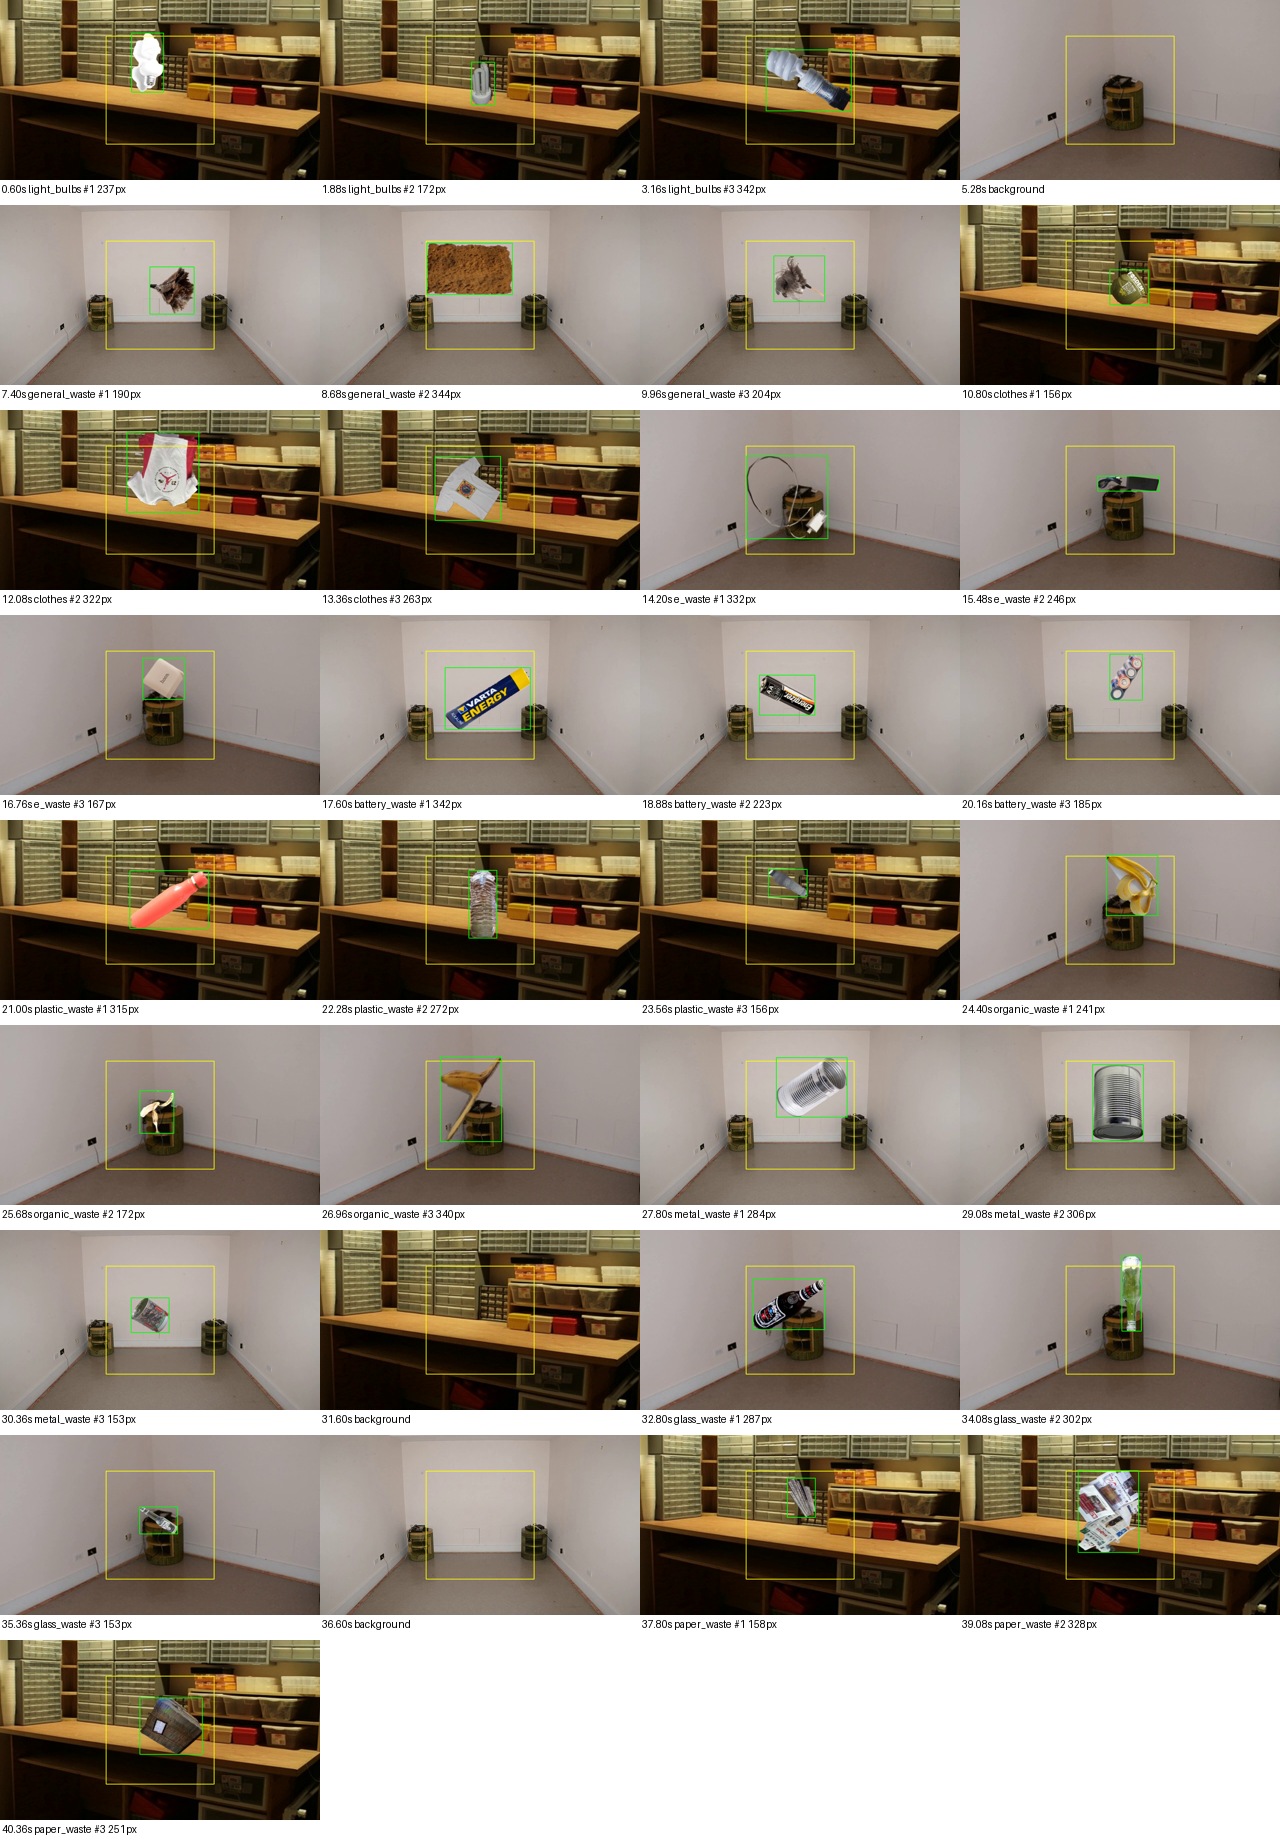 0.60s light_bulbs #1 237px
1.88s light_bulbs #2 172px
3.16s light_bulbs #3 342px
5.28s background
7.40s general_waste #1 190px
8.68s general_waste #2 344px
9.96s general_waste #3 204px
10.80s clothes #1 156px
12.08s clothes #2 322px
13.36s clothes #3 263px
14.20s e_waste #1 332px
15.48s e_waste #2 246px
VARTA
ENERGY
Energizer
16.76s e_waste #3 167px
17.60s battery_waste #1 342px
18.88s battery_waste #2 223px
20.16s battery_waste #3 185px
21.00s plastic_waste #1 315px
22.28s plastic_waste #2 272px
23.56s plastic_waste #3 156px
24.40s organic_waste #1 241px
25.68s organic_waste #2 172px
26.96s organic_waste #3 340px
27.80s metal_waste #1 284px
29.08s metal_waste #2 306px
30.36s metal_waste #3 153px
31.60s background
32.80s glass_waste #1 287px
34.08s glass_waste #2 302px
35.36s glass_waste #3 153px
36.60s background
37.80s paper_waste #1 158px
39.08s paper_waste #2 328px
40.36s paper_waste #3 251px